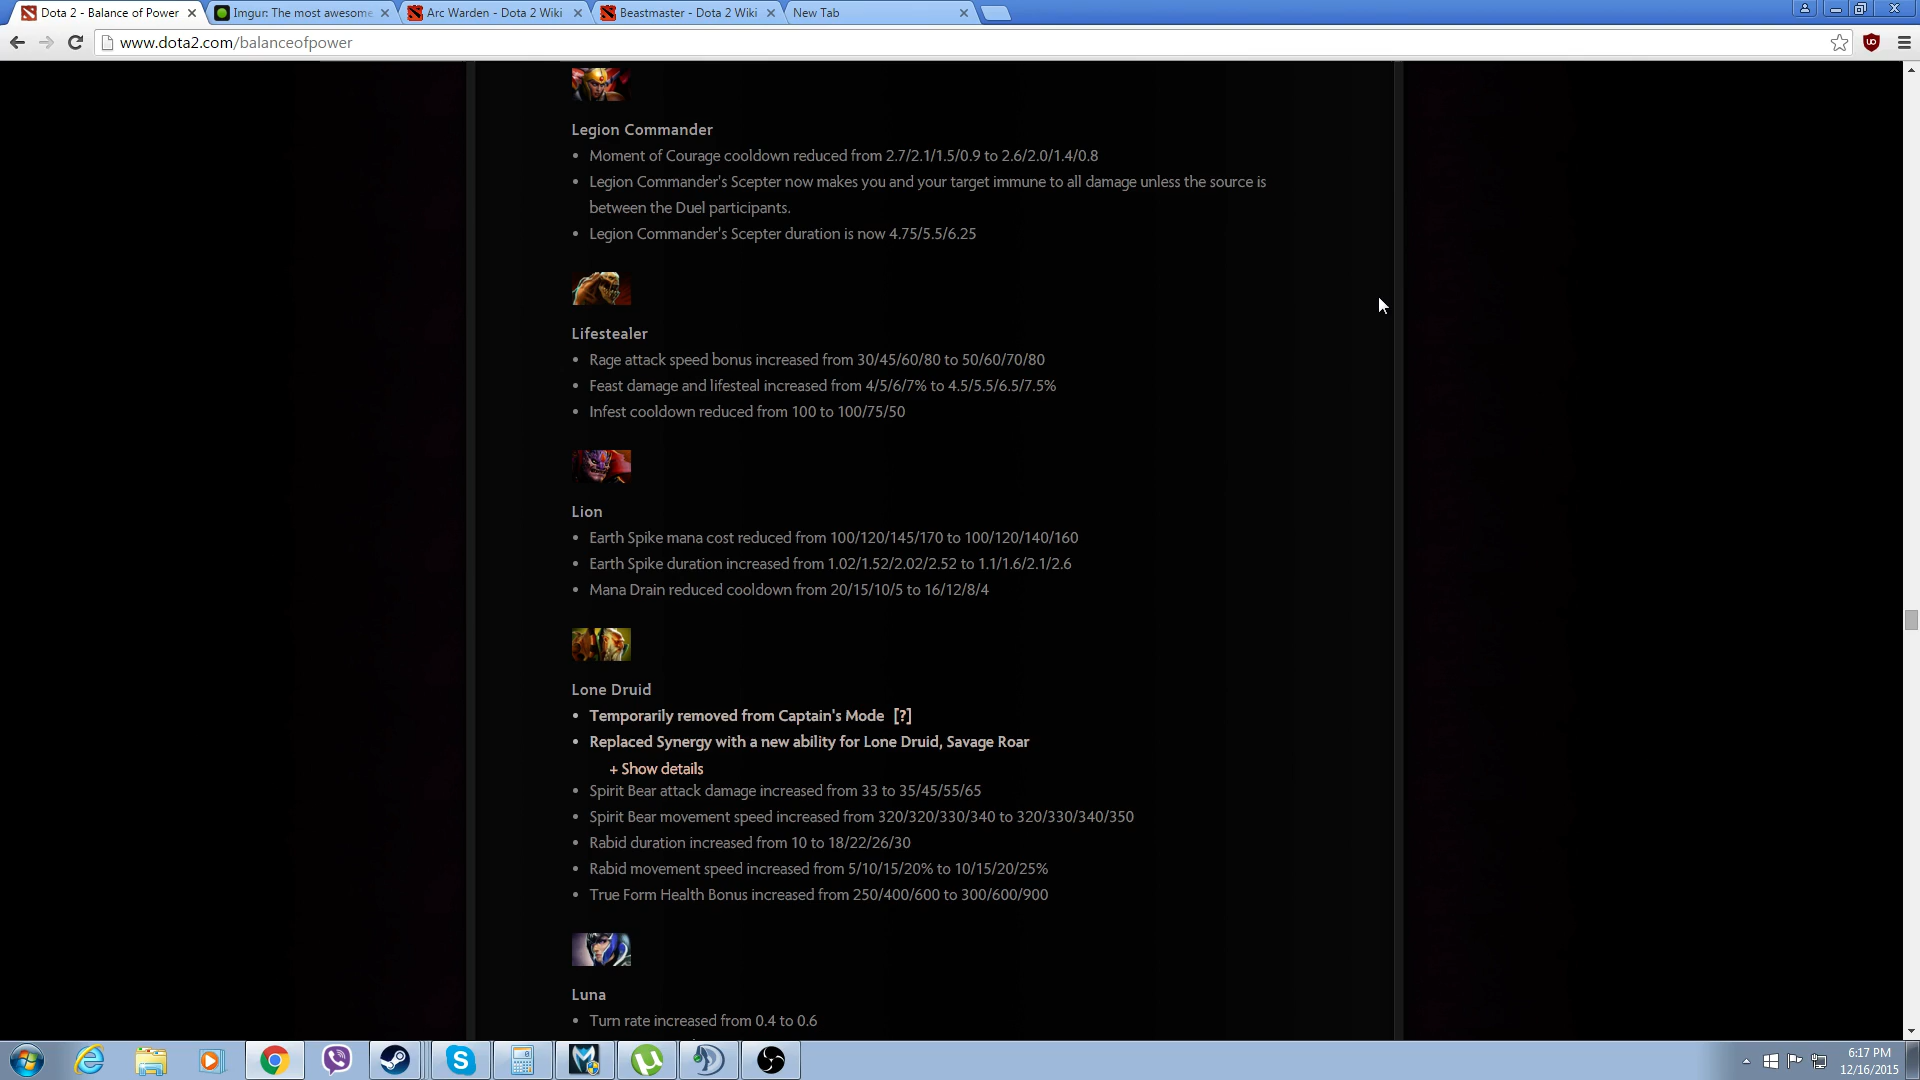 Dota 2 - Balance of Power
Imgur: The most awesome
Arc Warden - Dota 2 Wiki
Beastmaster - Dota 2 Wiki
New Tab
www.dota2.com/balanceofpower
Legion Commander
• Moment of Courage cooldown reduced from 2.7/2.1/1.5/0.9 to 2.6/2.0/1.4/0.8
• Legion Commander's Scepter now makes you and your target immune to all damage unless the source is
between the Duel participants.
• Legion Commander's Scepter duration is now 4.75/5.5/6.25
Lifestealer
• Rage attack speed bonus increased from 30/45/60/80 to 50/60/70/80
• Feast damage and lifesteal increased from 4/5/6/7% to 4.5/5.5/6.5/7.5%
• Infest cooldown reduced from 100 to 100/75/50
Lion
• Earth Spike mana cost reduced from 100/120/145/170 to 100/120/140/160
• Earth Spike duration increased from 1.02/1.52/2.02/2.52 to 1.1/1.6/2.1/2.6
• Mana Drain reduced cooldown from 20/15/10/5 to 16/12/8/4
Lone Druid
• Temporarily removed from Captain's Mode [?]
• Replaced Synergy with a new ability for Lone Druid, Savage Roar
+ Show details
• Spirit Bear attack damage increased from 33 to 35/45/55/65
• Spirit Bear movement speed increased from 320/320/330/340 to 320/330/340/350
• Rabid duration increased from 10 to 18/22/26/30
• Rabid movement speed increased from 5/10/15/20% to 10/15/20/25%
• True Form Health Bonus increased from 250/400/600 to 300/600/900
Luna
• Turn rate increased from 0.4 to 0.6
6:17 PM
12/16/2015